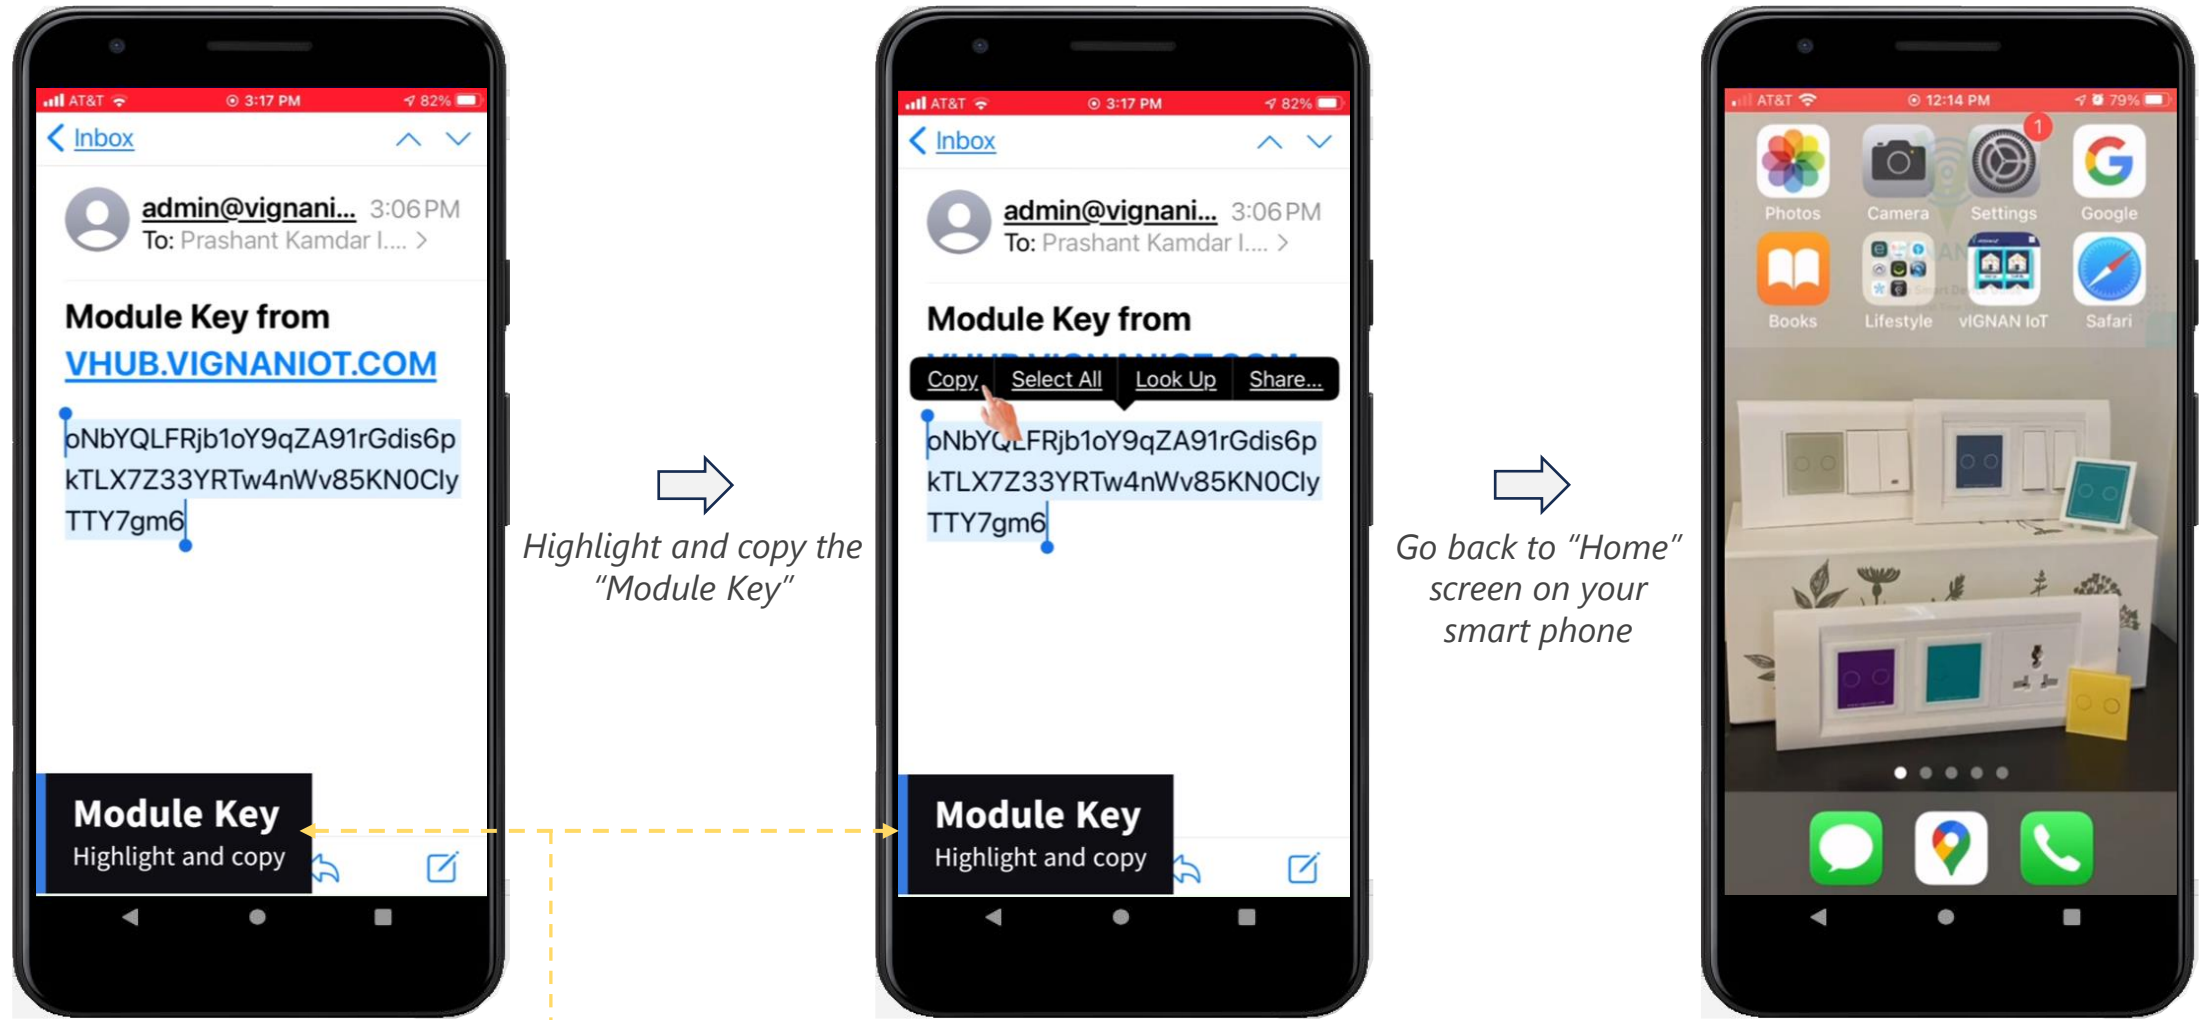 AT&T 3:17 PM 82%
Inbox
admin@vignani... 3:06 PM
To: Prashant Kamdar I.... >
Module Key from
VHUB.VIGNANIOT.COM
oNbYQLFRjb1oY9qZA91rGdis6p
kTLX7Z33YRTw4nWv85KN0Cly
TTY7gm6
Module Key
Highlight and copy
Highlight and copy the
“Module Key”
AT&T 3:17 PM 82%
Inbox
admin@vignani... 3:06 PM
To: Prashant Kamdar I.... >
Module Key from
VHUB.VIGNANIOT.COM
Copy Select All Look Up Share...
oNbYQLFRjb1oY9qZA91rGdis6p
kTLX7Z33YRTw4nWv85KN0Cly
TTY7gm6
Module Key
Highlight and copy
Go back to “Home”
screen on your
smart phone
AT&T 12:14 PM 79%
1
Photos Camera Settings Google
Books Lifestyle vIGNAN IoT Safari